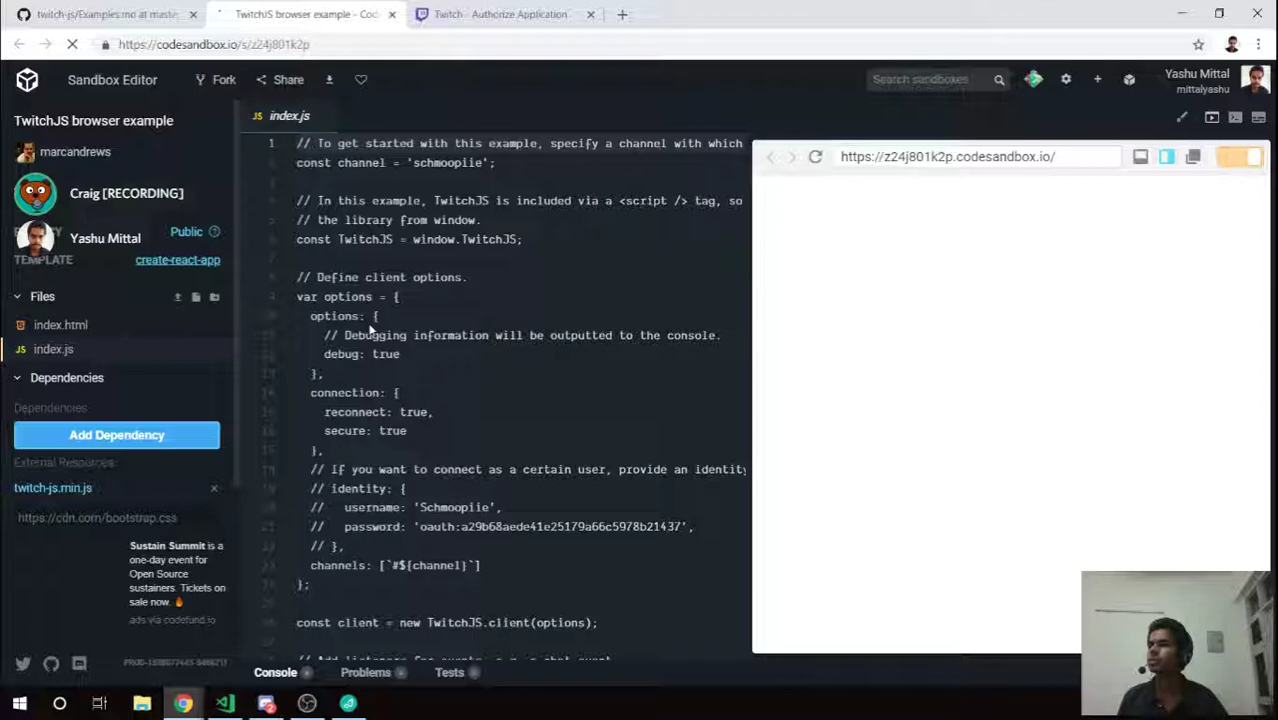 twitch-js/Examples.mo at maste
TwitchJS browser example - Co
Twitch - Authorize Application
https://codesandbox.io/s/z24j801k2p
Sandbox Editor
Fork
Share
Search sandboxes
Yashu Mittal
mittalyashu
TwitchJS browser example
marcandrews
Craig [RECORDING]
Yashu Mittal
Public
TEMPLATE
create-react-app
Files
index.html
index.js
Dependencies
Dependencies
Add Dependency
External Resources
twitch-js.min.js
https://cdn.com/bootstrap.css
Sustain Summit is a
one-day event for
Open Source
sustainers. Tickets on
sale now.
ads via codefund.io
index.js
1 // To get started with this example, specify a channel with which
const channel = 'schmoopiie';
// In this example, TwitchJS is included via a <script /> tag, so
// the library from window.
const TwitchJS = window.TwitchJS;
// Define client options.
var options = {
options: {
// Debugging information will be outputted to the console.
debug: true
},
connection: {
reconnect: true,
secure: true
},
// If you want to connect as a certain user, provide an identity
// identity: {
//   username: 'Schmoopiie',
//   password: 'oauth:a29b68aede41e25179a66c5978b21437',
// },
channels: [`#${channel}`]
};
const client = new TwitchJS.client(options);
Console
Problems
Tests
https://z24j801k2p.codesandbox.io/